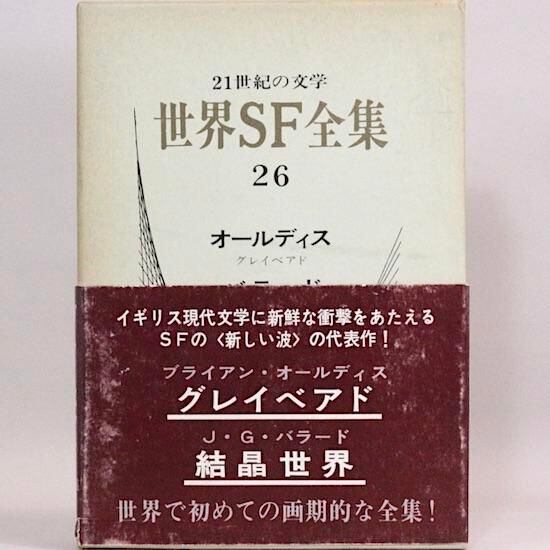 21世紀の文学
世界SF全集
26
オールディス
グレイベアド
バラード
イギリス現代文学に新鮮な衝撃をあたえる
SFの〈新しい波〉の代表作!
ブライアン・オールディス
グレイベアド
J・G・バラード
結晶世界
世界で初めての画期的な全集!